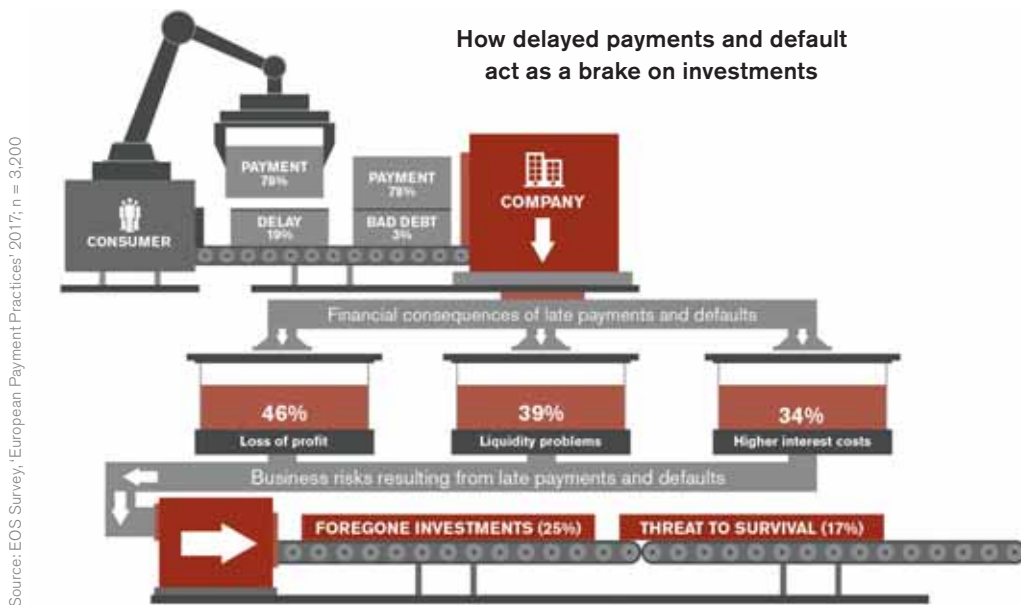 How delayed payments and default
act as a brake on investments
Source: EOS Survey, 'European Payment Practices' 2017; n = 3,200
CONSUMER
PAYMENT
78%
DELAY
19%
PAYMENT
78%
BAD DEBT
3%
COMPANY
Financial consequences of late payments and defaults
46%
Loss of profit
39%
Liquidity problems
34%
Higher interest costs
Business risks resulting from late payments and defaults
FOREGONE INVESTMENTS (25%)
THREAT TO SURVIVAL (17%)